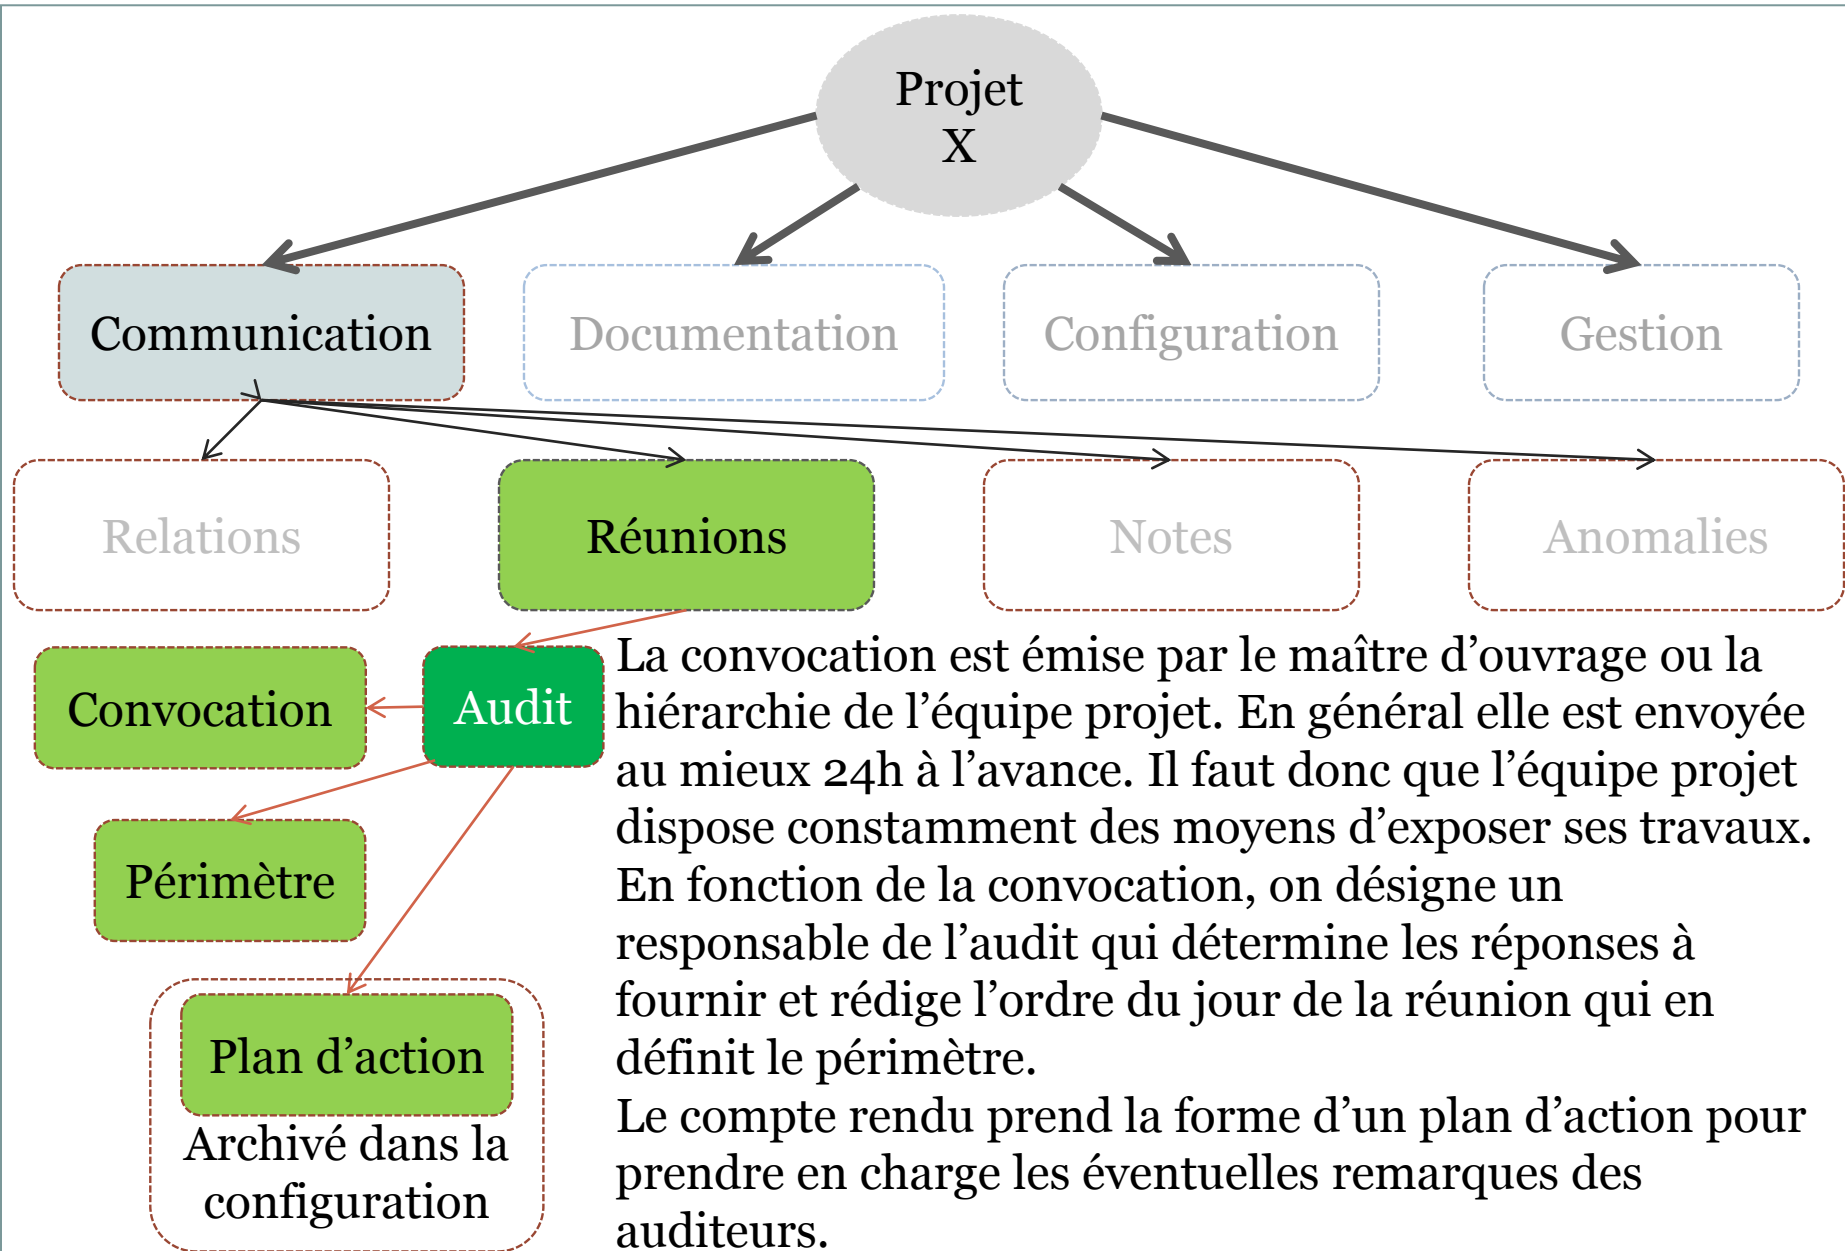 Projet
X
Communication
Documentation
Configuration
Gestion
Relations
Réunions
Notes
Anomalies
Convocation
Audit
Périmètre
Plan d’action
Archivé dans la
configuration
La convocation est émise par le maître d’ouvrage ou la
hiérarchie de l’équipe projet. En général elle est envoyée
au mieux 24h à l’avance. Il faut donc que l’équipe projet
dispose constamment des moyens d’exposer ses travaux.
En fonction de la convocation, on désigne un
responsable de l’audit qui détermine les réponses à
fournir et rédige l’ordre du jour de la réunion qui en
définit le périmètre.
Le compte rendu prend la forme d’un plan d’action pour
prendre en charge les éventuelles remarques des
auditeurs.